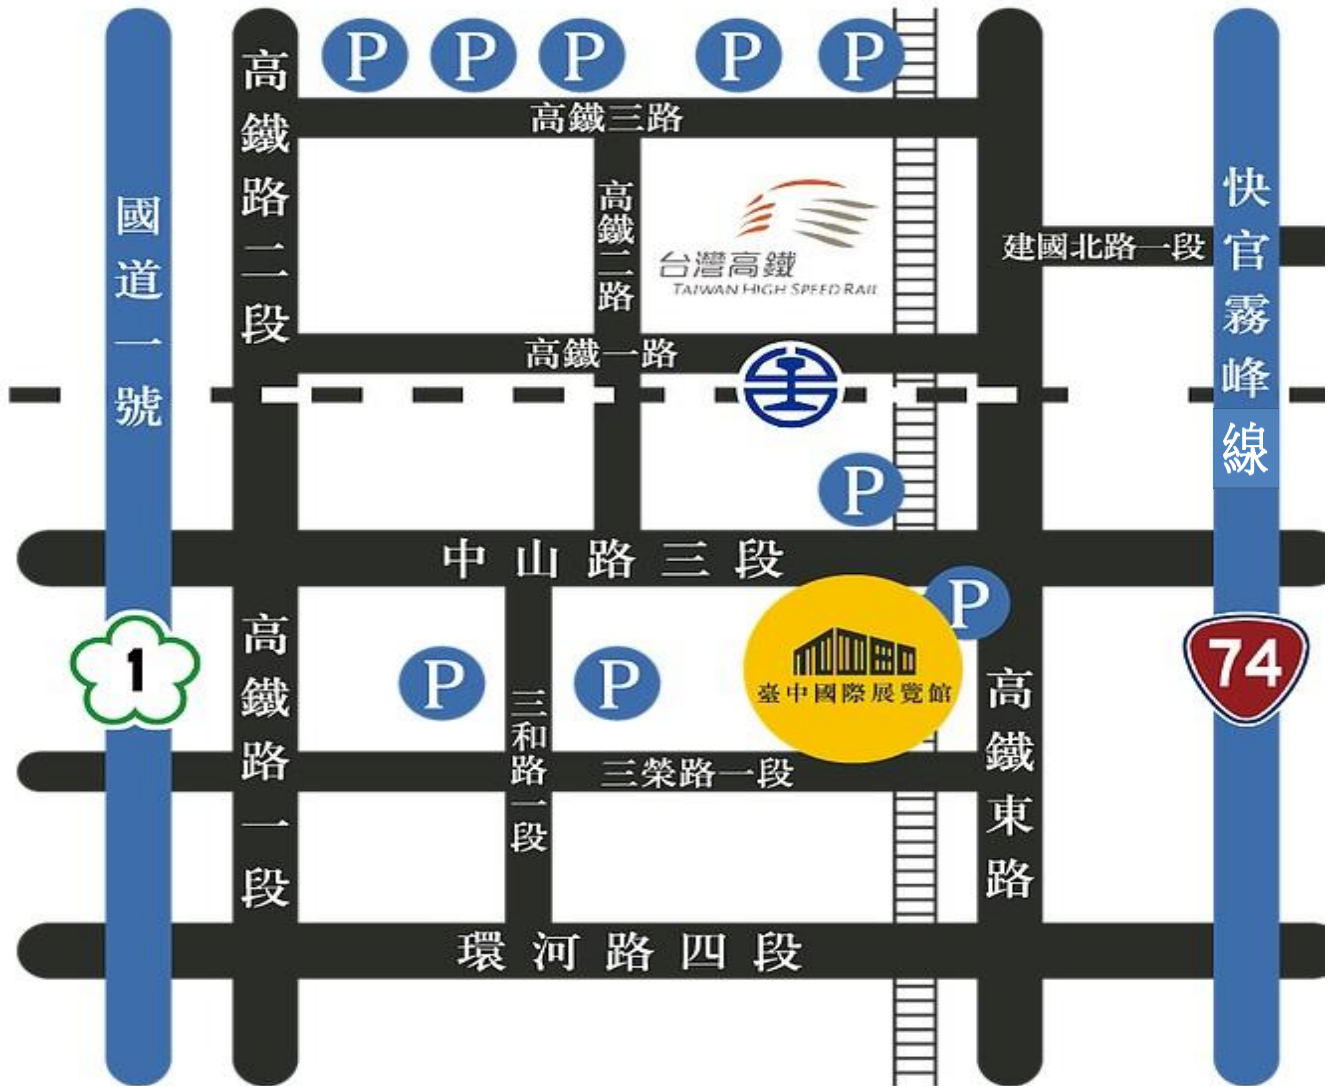 P
P
P
P
P
高鐵三路
高鐵路二段
國道一號
高鐵二路
台灣高鐵
TAIWAN HIGH SPEED RAIL
建國北路一段
快官霧峰線
高鐵一路
P
中山路三段
P
1
高鐵路一段
P
三和路一段
P
臺中國際展覽館
高鐵東路
74
三榮路一段
環河路四段